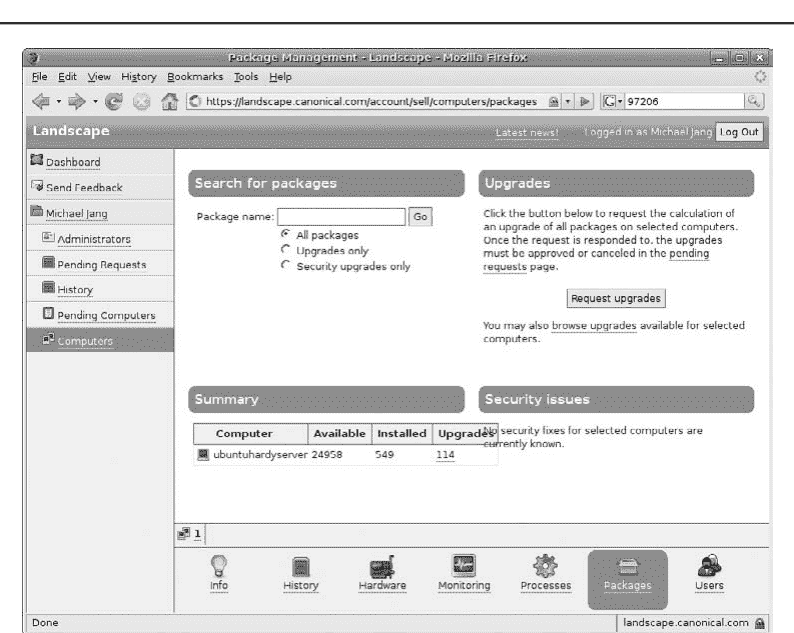 Package Management - Landscape - Mozilla Firefox
File Edit View History Bookmarks Tools Help
https://landscape.canonical.com/account/sell/computers/packages
G 97206
Landscape
Latest news!
Logged in as Michael Jang
Log Out
Dashboard
Send Feedback
Michael Jang
Administrators
Pending Requests
History
Pending Computers
Computers
Search for packages
Package name:
Go
All packages
Upgrades only
Security upgrades only
Upgrades
Click the button below to request the calculation of
an upgrade of all packages on selected computers.
Once the request is responded to, the upgrades
must be approved or canceled in the pending
requests page.
Request upgrades
You may also browse upgrades available for selected
computers.
Summary
Computer Available Installed Upgrades
ubuntuhardyserver 24958 549 114
Security issues
No security fixes for selected computers are
currently known.
1
Info
History
Hardware
Monitoring
Processes
Packages
Users
Done
landscape.canonical.com